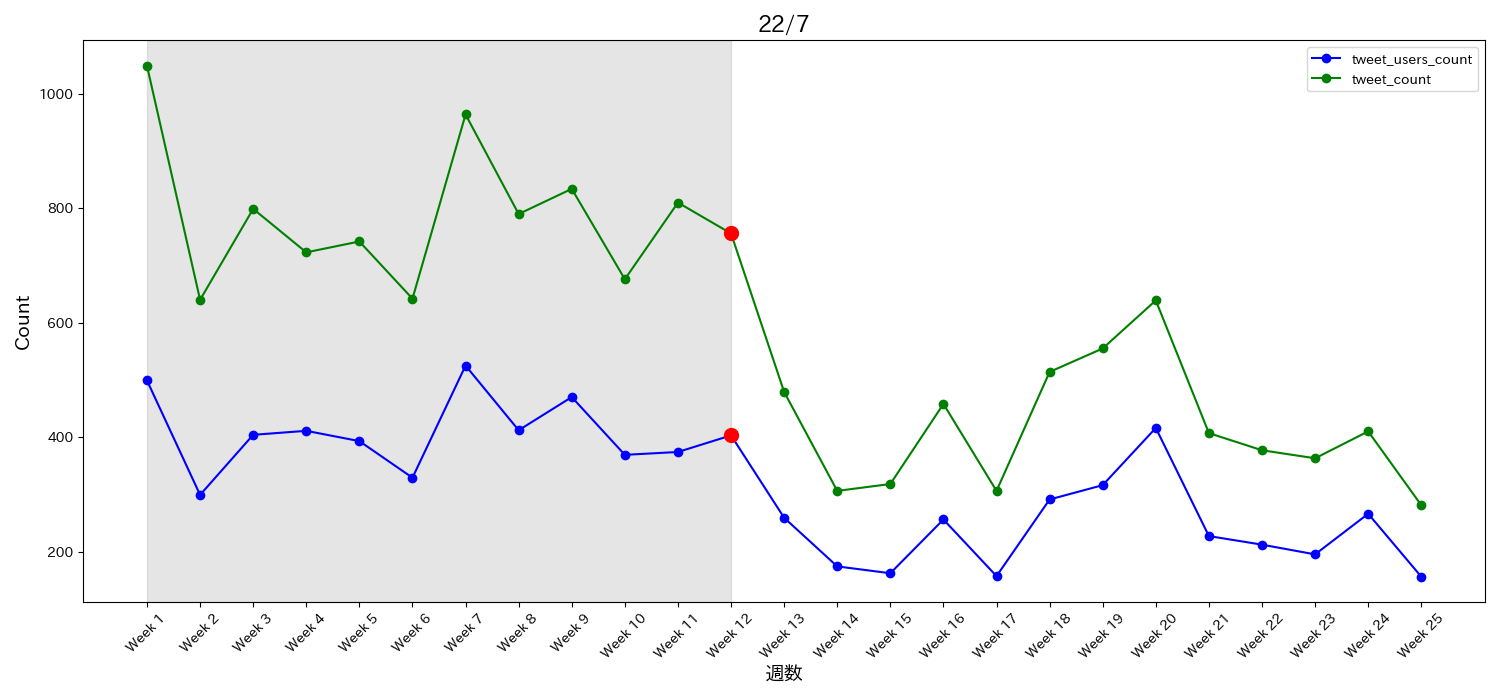 22/7
tweet_users_count
tweet_count
Count
1000
800
600
400
200
Week 1
Week 2
Week 3
Week 4
Week 5
Week 6
Week 7
Week 8
Week 9
Week 10
Week 11
Week 12
Week 13
Week 14
Week 15
Week 16
Week 17
Week 18
Week 19
Week 20
Week 21
Week 22
Week 23
Week 24
Week 25
週数